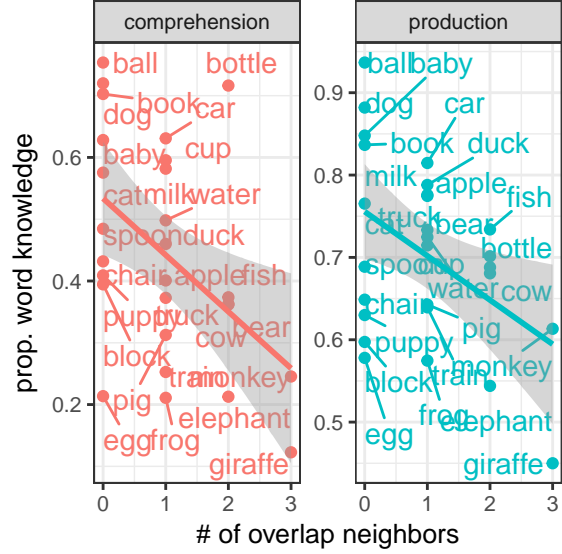 comprehension
production
prop. word knowledge
0.6
0.4
0.2
ball
bottle
book
car
dog
cup
baby
cat
milk
water
spoon
duck
chair
apple
fish
puppy
truck
bear
cow
block
train
monkey
pig
elephant
egg
frog
giraffe
0
1
2
3
0.9
0.8
0.7
0.6
0.5
ball
baby
dog
car
book
duck
milk
apple
fish
cat
truck
bear
bottle
spoon
cup
water
cow
chair
pig
puppy
monkey
block
train
frog
elephant
egg
giraffe
0
1
2
3
# of overlap neighbors